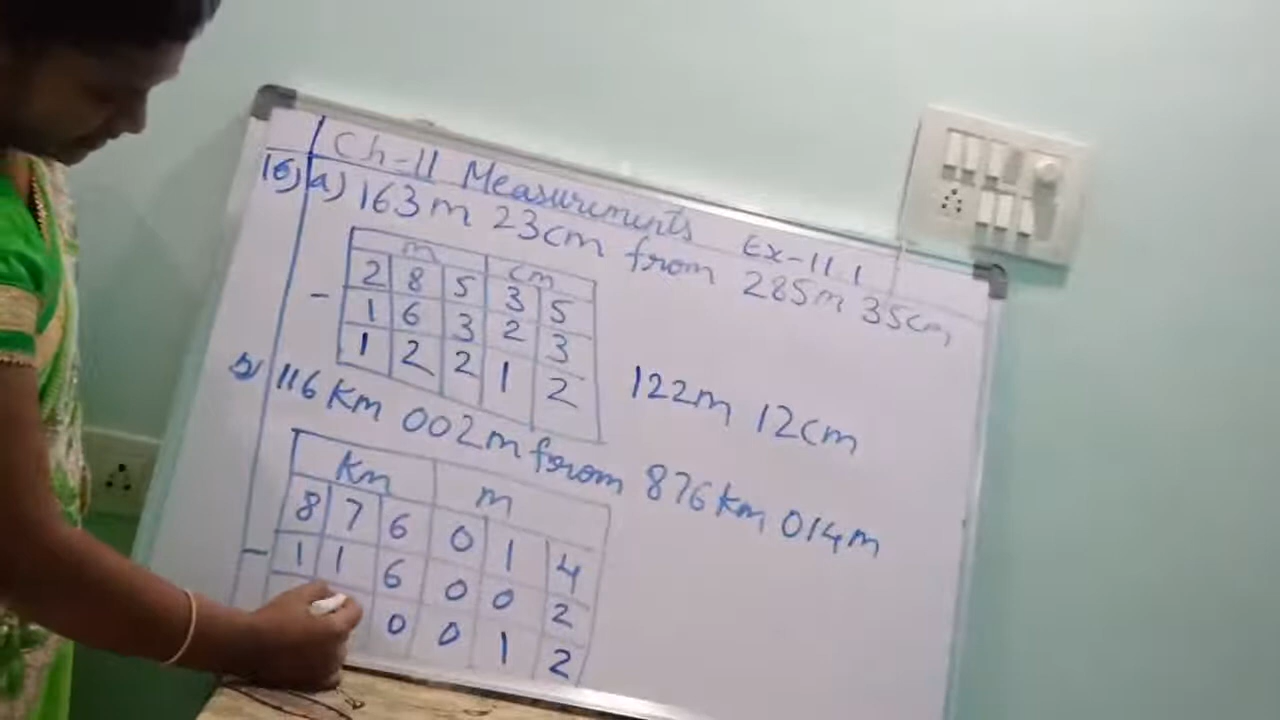 Ch-11 Measurements Ex-11.1
16) a) 163m 23cm from 285m 35cm
m cm
2 8 5 3 5
- 1 6 3 2 3
1 2 2 1 2
122m 12cm
b) 116 Km 002m from 876Km 014m
Km m
8 7 6 0 1 4
- 1 1 6 0 0 2
0 0 1 2